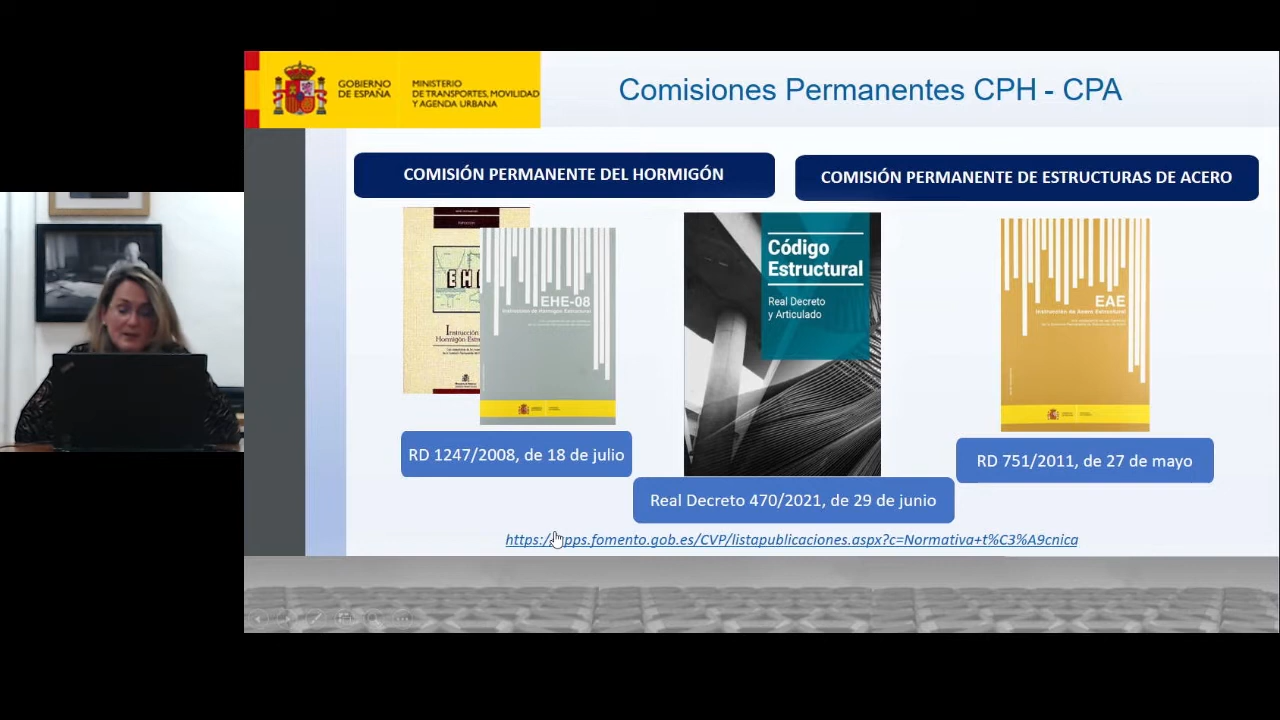 GOBIERNO
DE ESPAÑA
MINISTERIO
DE TRANSPORTES, MOVILIDAD
Y AGENDA URBANA
Comisiones Permanentes CPH - CPA
COMISIÓN PERMANENTE DEL HORMIGÓN
COMISIÓN PERMANENTE DE ESTRUCTURAS DE ACERO
EHE-08
Instrucción de Hormigón Estructural
Código
Estructural
Real Decreto
y Articulado
EAE
Instrucción de Acero Estructural
RD 1247/2008, de 18 de julio
Real Decreto 470/2021, de 29 de junio
RD 751/2011, de 27 de mayo
https://apps.fomento.gob.es/CVP/listapublicaciones.aspx?c=Normativa+t%C3%A9cnica